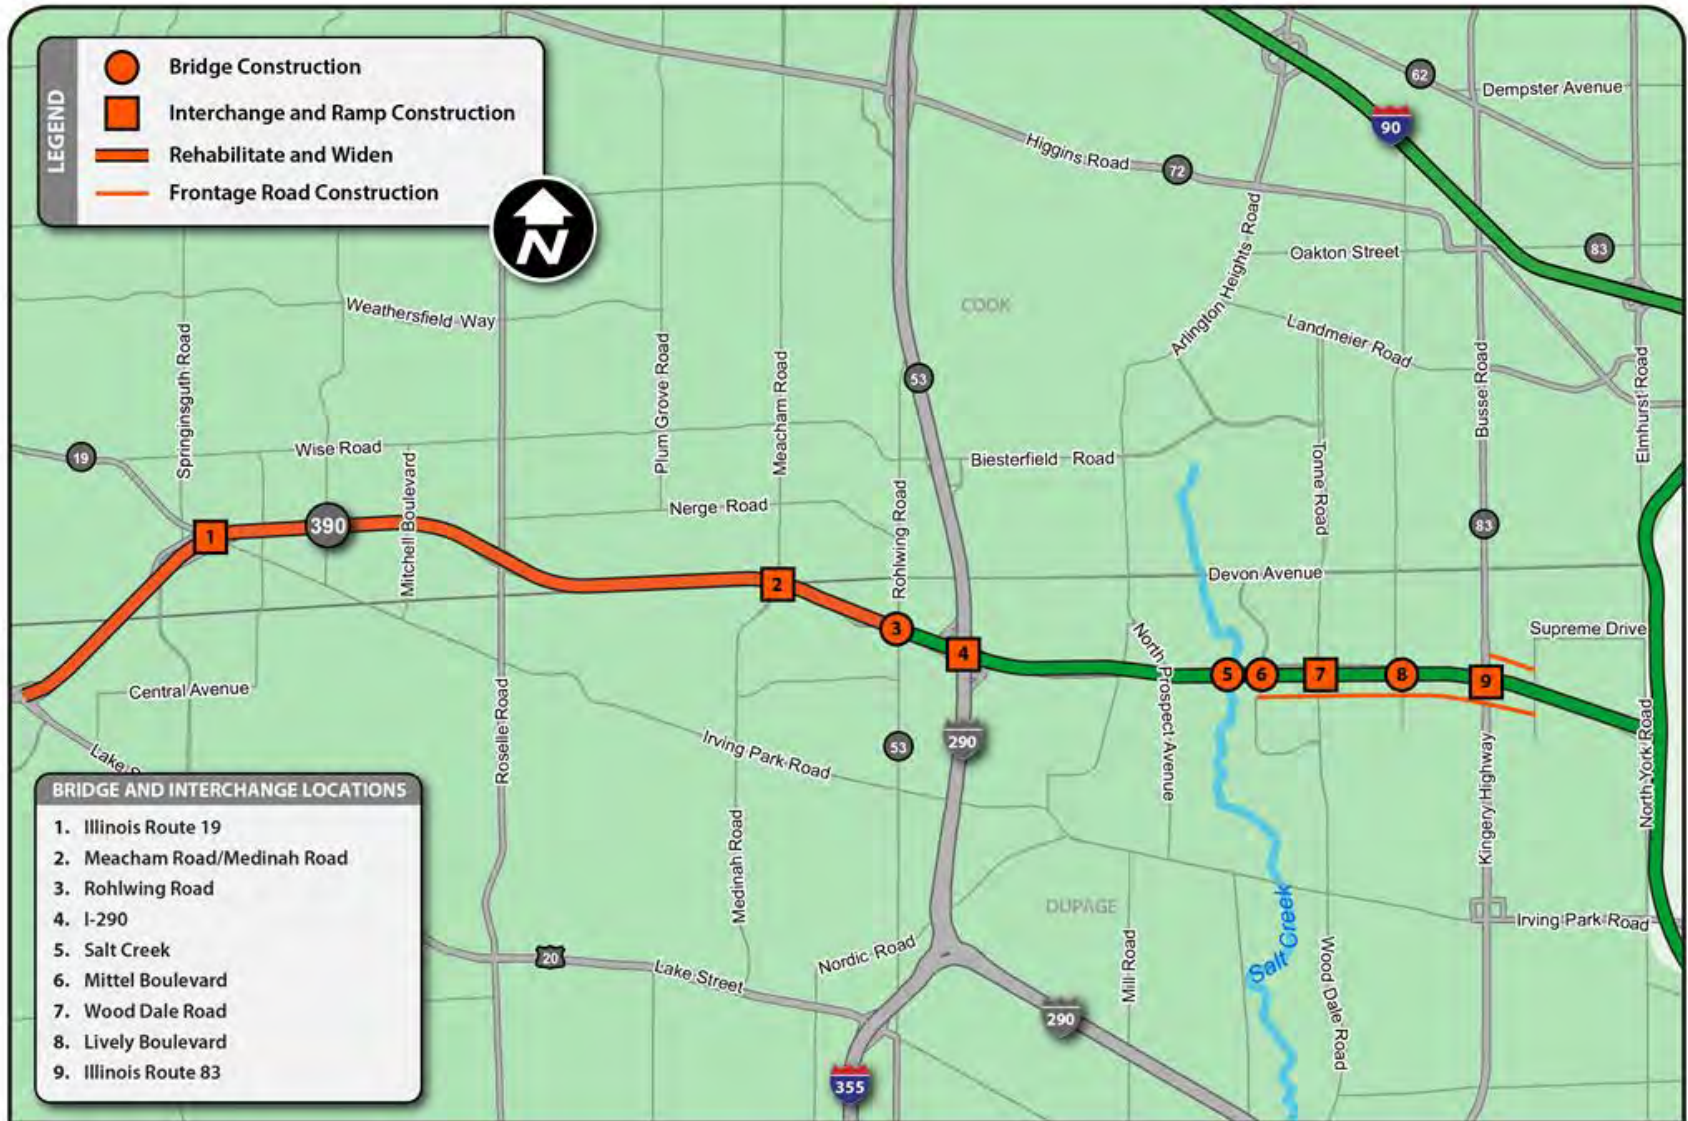 LEGEND
Bridge Construction
Interchange and Ramp Construction
Rehabilitate and Widen
Frontage Road Construction
N
62
Dempster Avenue
90
Higgins Road
72
Arlington Heights Road
Oakton Street
83
COOK
Weathersfield Way
Landmeier Road
Springinsguth Road
Plum Grove Road
Meacham Road
53
Busse Road
Elmhurst Road
19
Wise Road
Mitchell Boulevard
Biesterfield Road
Tonne Road
Nerge Road
Rohlwing Road
390
1
83
2
Devon Avenue
3
4
North Prospect Avenue
Supreme Drive
5
6
7
8
9
Central Avenue
Roselle Road
Irving Park Road
53
290
Kingery Highway
North York Road
Lake S
BRIDGE AND INTERCHANGE LOCATIONS
1. Illinois Route 19
2. Meacham Road/Medinah Road
3. Rohlwing Road
4. I-290
5. Salt Creek
6. Mittel Boulevard
7. Wood Dale Road
8. Lively Boulevard
9. Illinois Route 83
Medinah Road
DUPAGE
Salt Creek
Irving Park Road
20
Lake Street
Nordic Road
Mill Road
Wood Dale Road
290
355